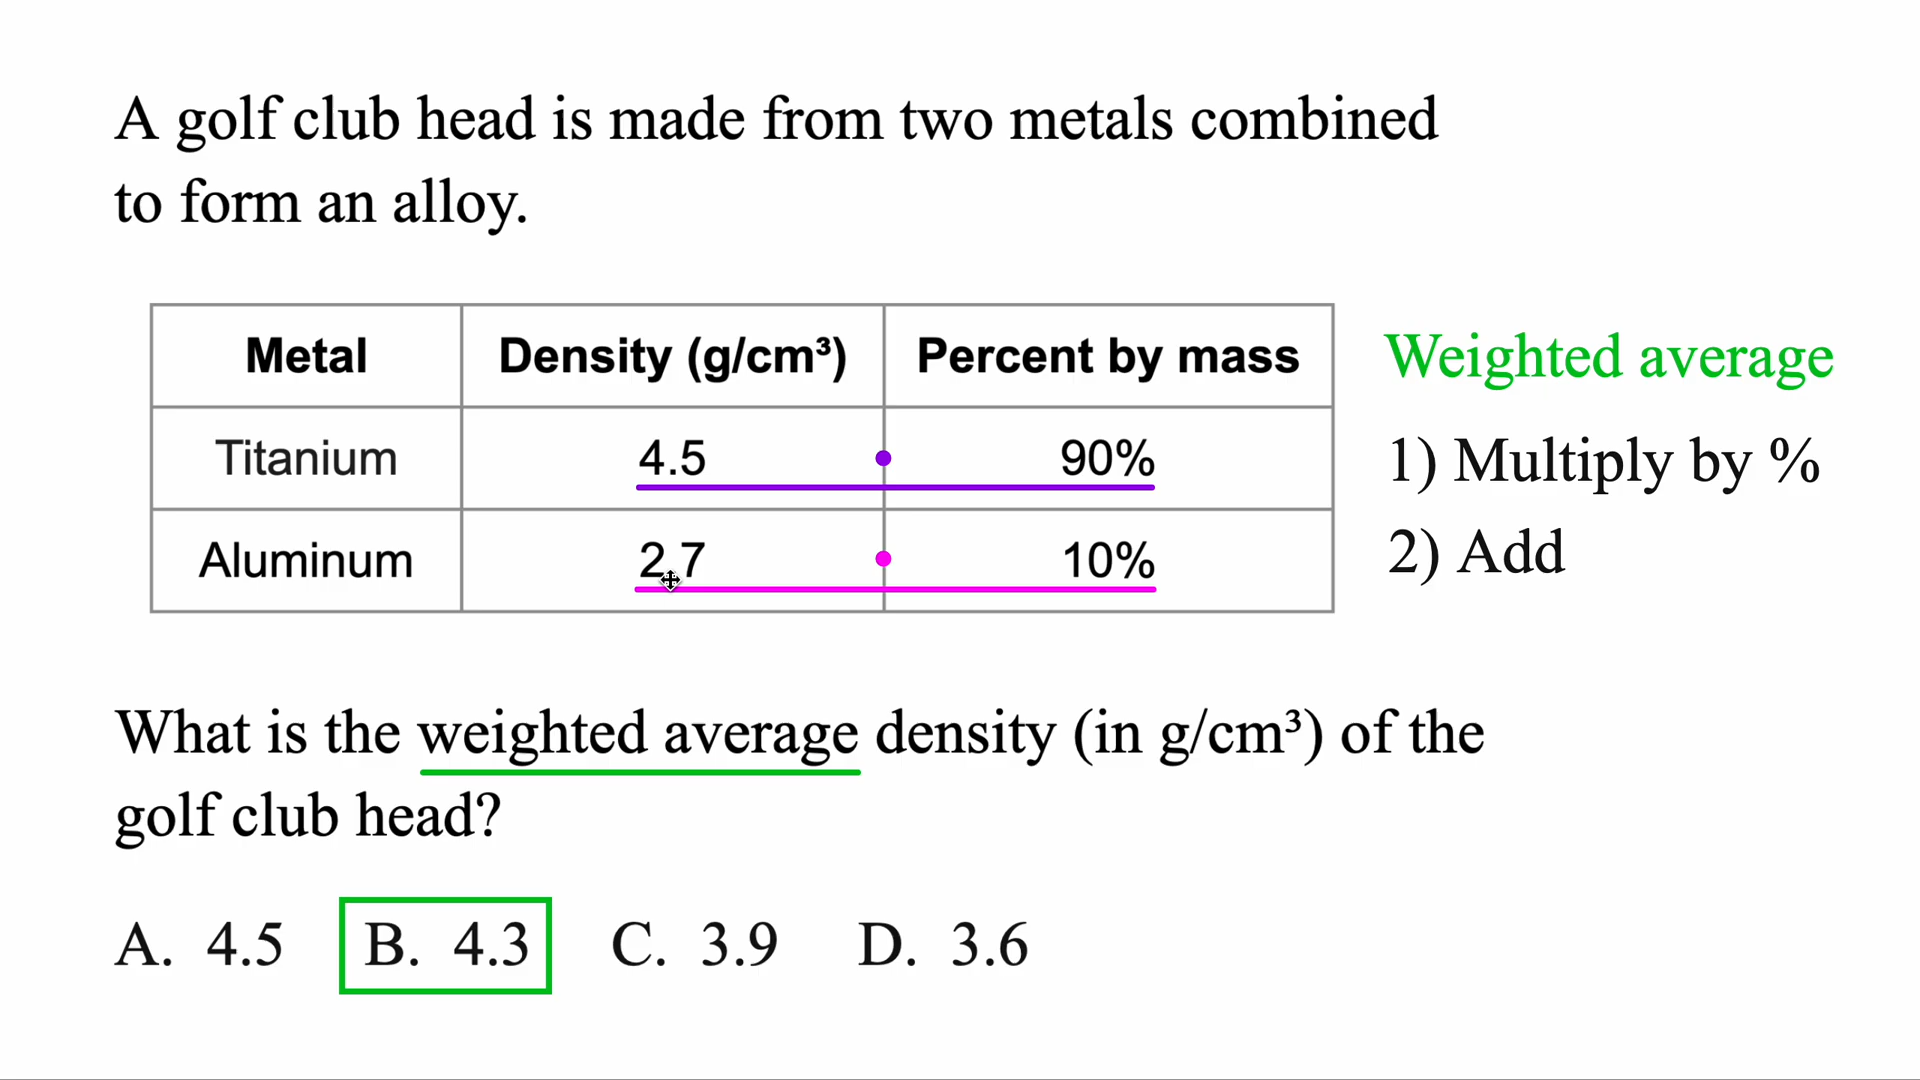 A golf club head is made from two metals combined
to form an alloy.
Metal Density (g/cm³) Percent by mass
Titanium 4.5 90%
Aluminum 2.7 10%
Weighted average
1) Multiply by %
2) Add
What is the weighted average density (in g/cm³) of the
golf club head?
A. 4.5 B. 4.3 C. 3.9 D. 3.6